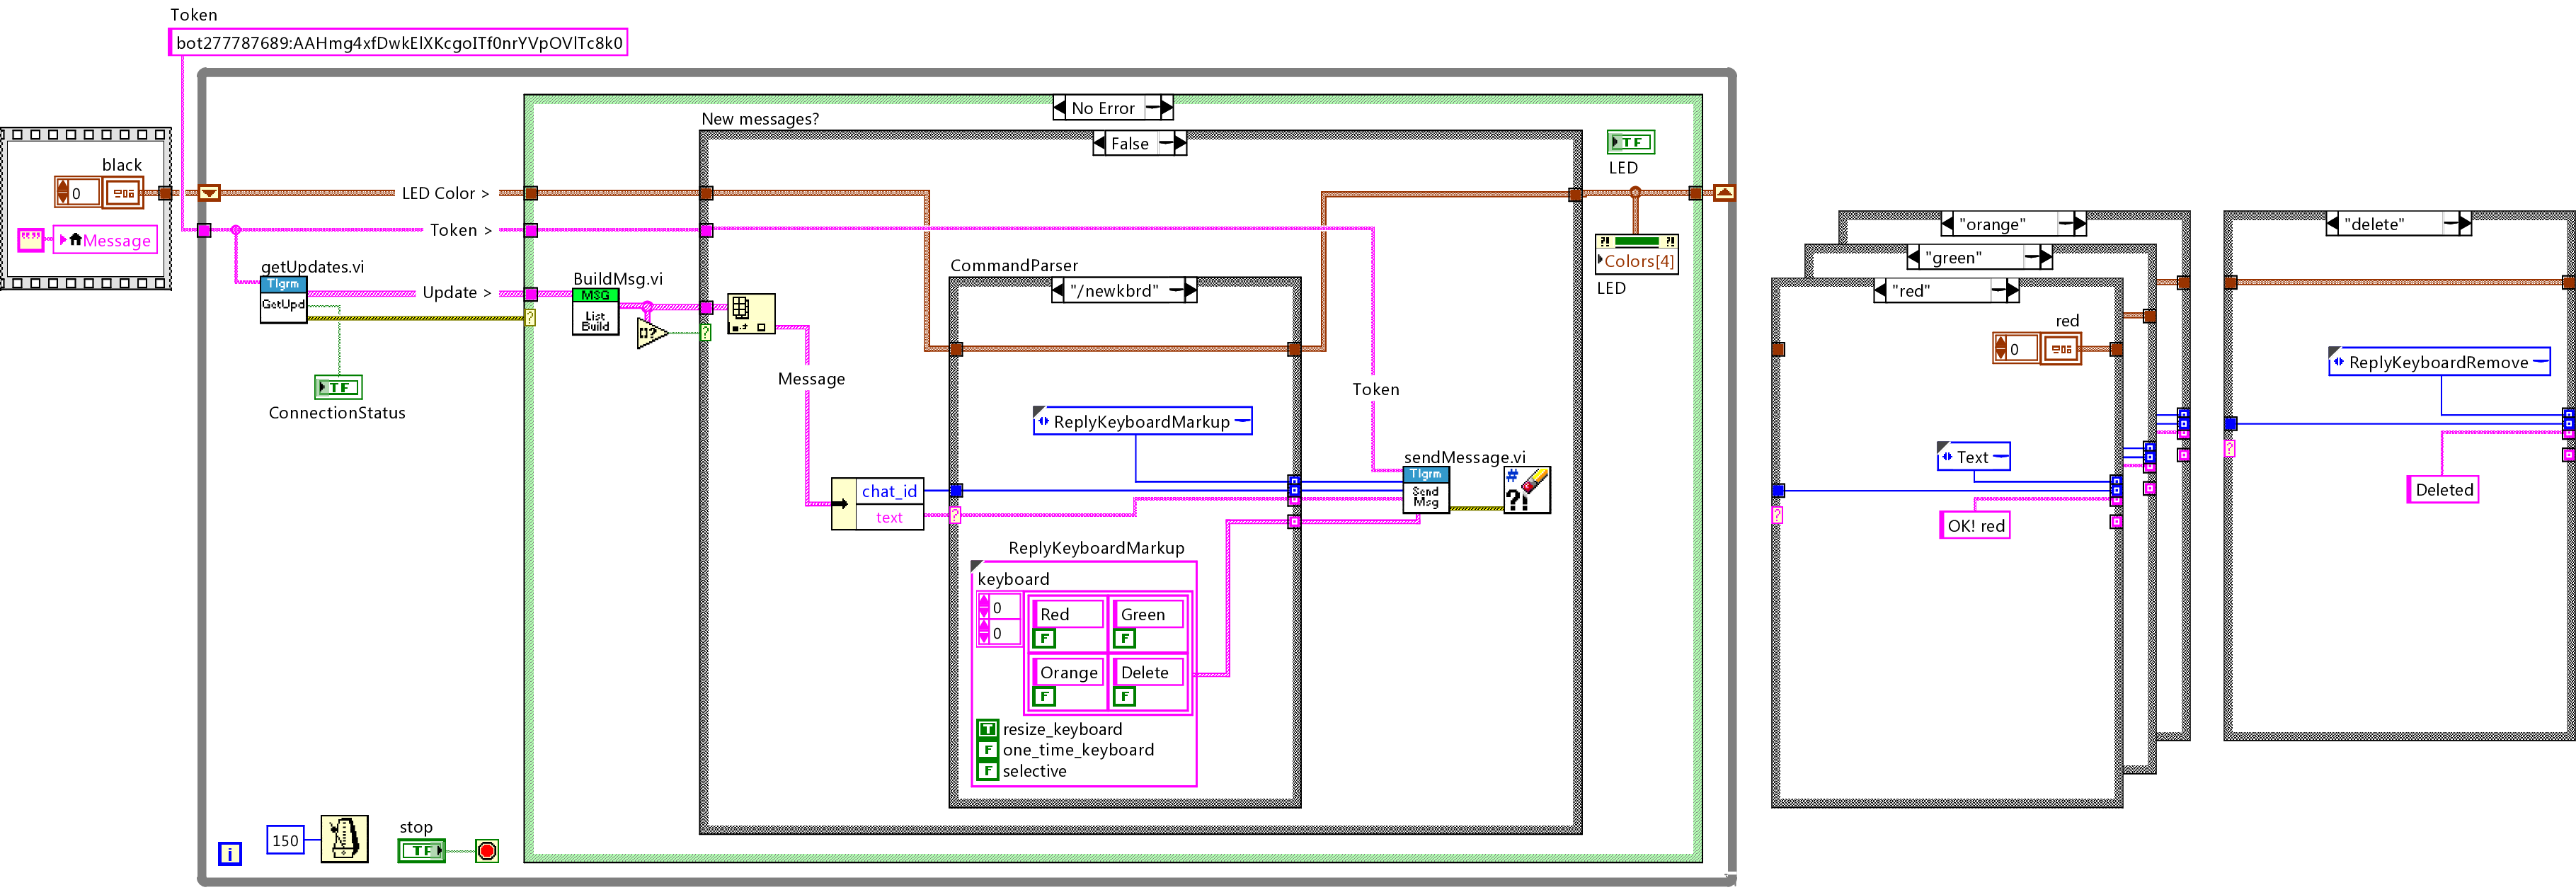 Token
bot277787689:AAHmg4xfDwkElXKcgoITf0nrYVpOVlTc8k0
No Error
New messages?
False
TF
LED
black
0
LED Color >
Message
Token >
getUpdates.vi
Tlgrm
GetUpd
Update >
BuildMsg.vi
MSG
List
Build
CommandParser
"/newkbrd"
Colors[4]
LED
TF
ConnectionStatus
Message
Token
ReplyKeyboardMarkup
sendMessage.vi
Tlgrm
Send
Msg
chat_id
text
ReplyKeyboardMarkup
keyboard
0
0
Red
Green
F
F
Orange
Delete
F
F
T
resize_keyboard
F
one_time_keyboard
F
selective
i
150
stop
TF
"orange"
"green"
"red"
red
0
Text
OK! red
"delete"
ReplyKeyboardRemove
Deleted